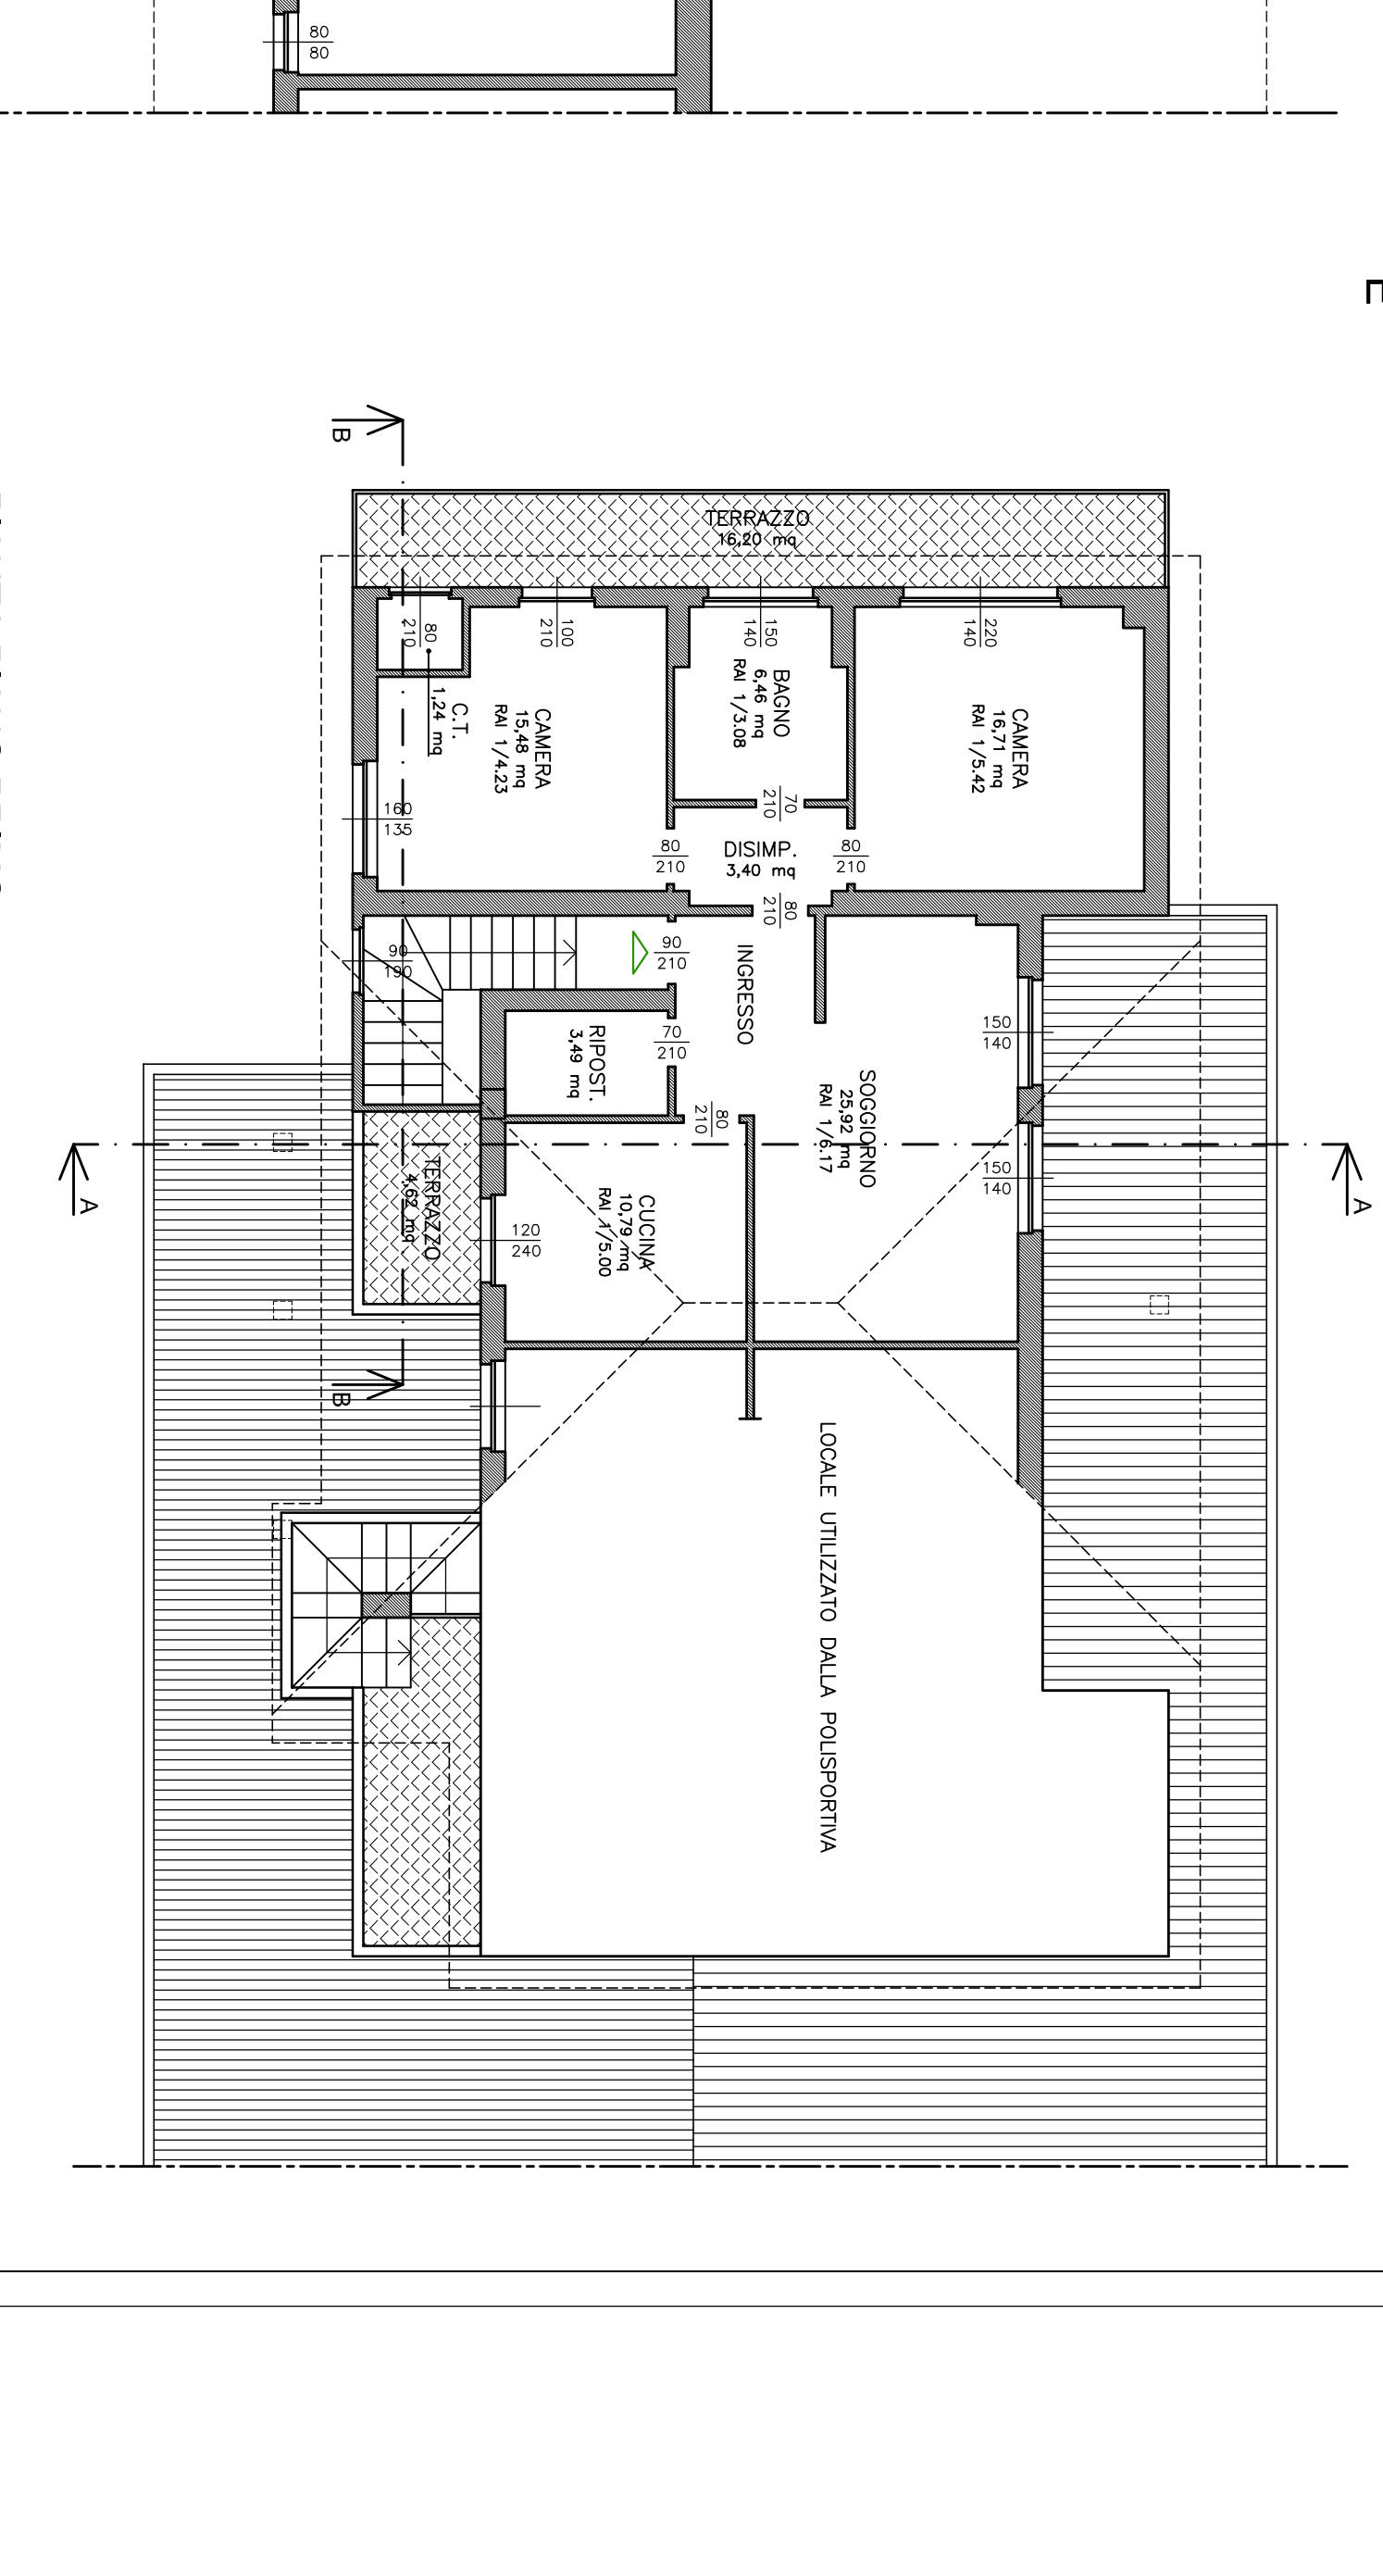 80
80
B
TERRAZZO
16,20 mq
80
210
100
210
150
140
220
140
C.T.
1,24 mq
CAMERA
15,48 mq
RAI 1/4.23
BAGNO
6,46 mq
RAI 1/3.08
CAMERA
16,71 mq
RAI 1/5.42
160
135
70
210
80
210
DISIMP.
3,40 mq
80
210
80
210
90
190
90
210
INGRESSO
RIPOST.
3,49 mq
70
210
150
140
80
210
SOGGIORNO
25,92 mq
RAI 1/6.17
A
A
TERRAZZO
4,62 mq
120
240
CUCINA
10,79 mq
RAI 1/5.00
150
140
B
LOCALE UTILIZZATO DALLA POLISPORTIVA